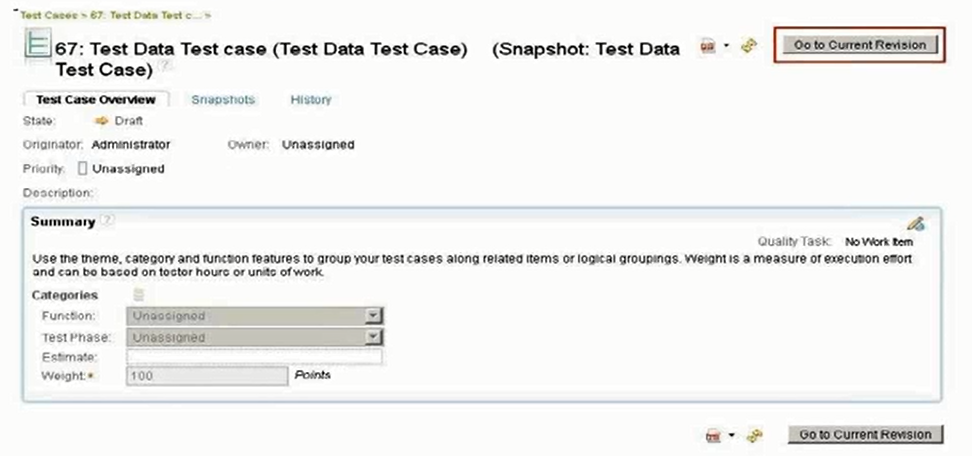 Test Cases > 67: Test Data Test c... >
67: Test Data Test case (Test Data Test Case) (Snapshot: Test Data
Test Case) ?
Go to Current Revision
Test Case Overview Snapshots History
State: Draft
Originator: Administrator Owner: Unassigned
Priority: Unassigned
Description:
Summary ?
Quality Task: No Work Item
Use the theme, category and function features to group your test cases along related items or logical groupings. Weight is a measure of execution effort
and can be based on testor hours or units of work.
Categories
Function: Unassigned
Test Phase: Unassigned
Estimate:
Weight:* 100 Points
Go to Current Revision